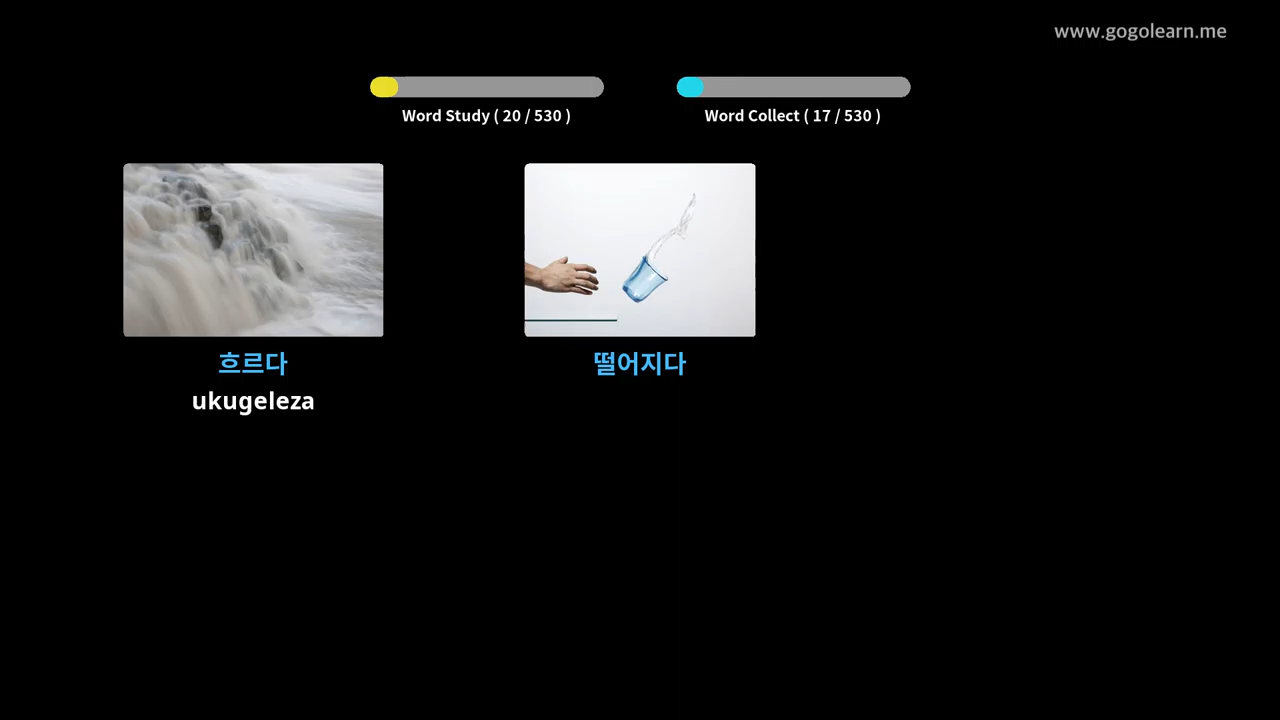 www.gogolearn.me
Word Study ( 20 / 530 )
Word Collect ( 17 / 530 )
흐르다
ukugeleza
떨어지다